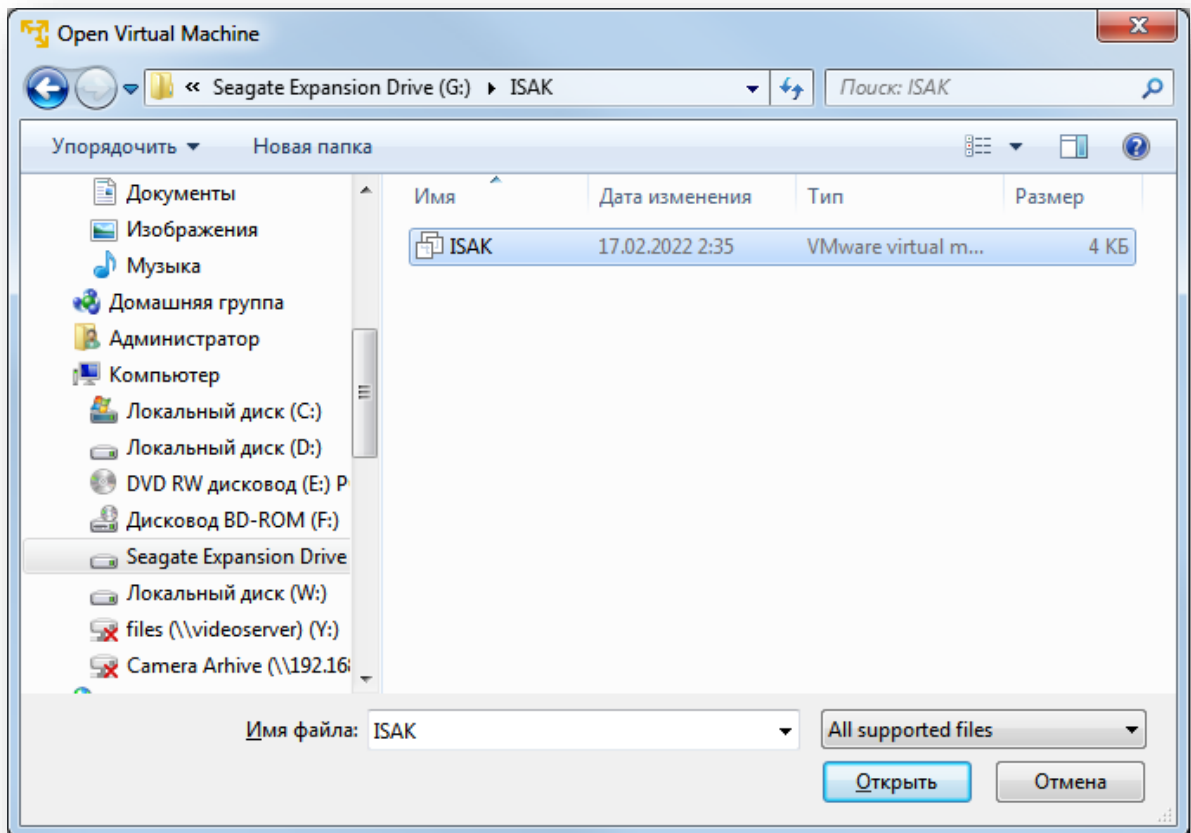 Open Virtual Machine
« Seagate Expansion Drive (G:) ISAK
Поиск: ISAK
Упорядочить Новая папка
Имя Дата изменения Тип Размер
ISAK 17.02.2022 2:35 VMware virtual m... 4 КБ
Документы
Изображения
Музыка
Домашняя группа
Администратор
Компьютер
Локальный диск (C:)
Локальный диск (D:)
DVD RW дисковод (E:) P
Дисковод BD-ROM (F:)
Seagate Expansion Drive
Локальный диск (W:)
files (\\videoserver) (Y:)
Camera Arhive (\\192.168
Имя файла: ISAK
All supported files
Открыть Отмена